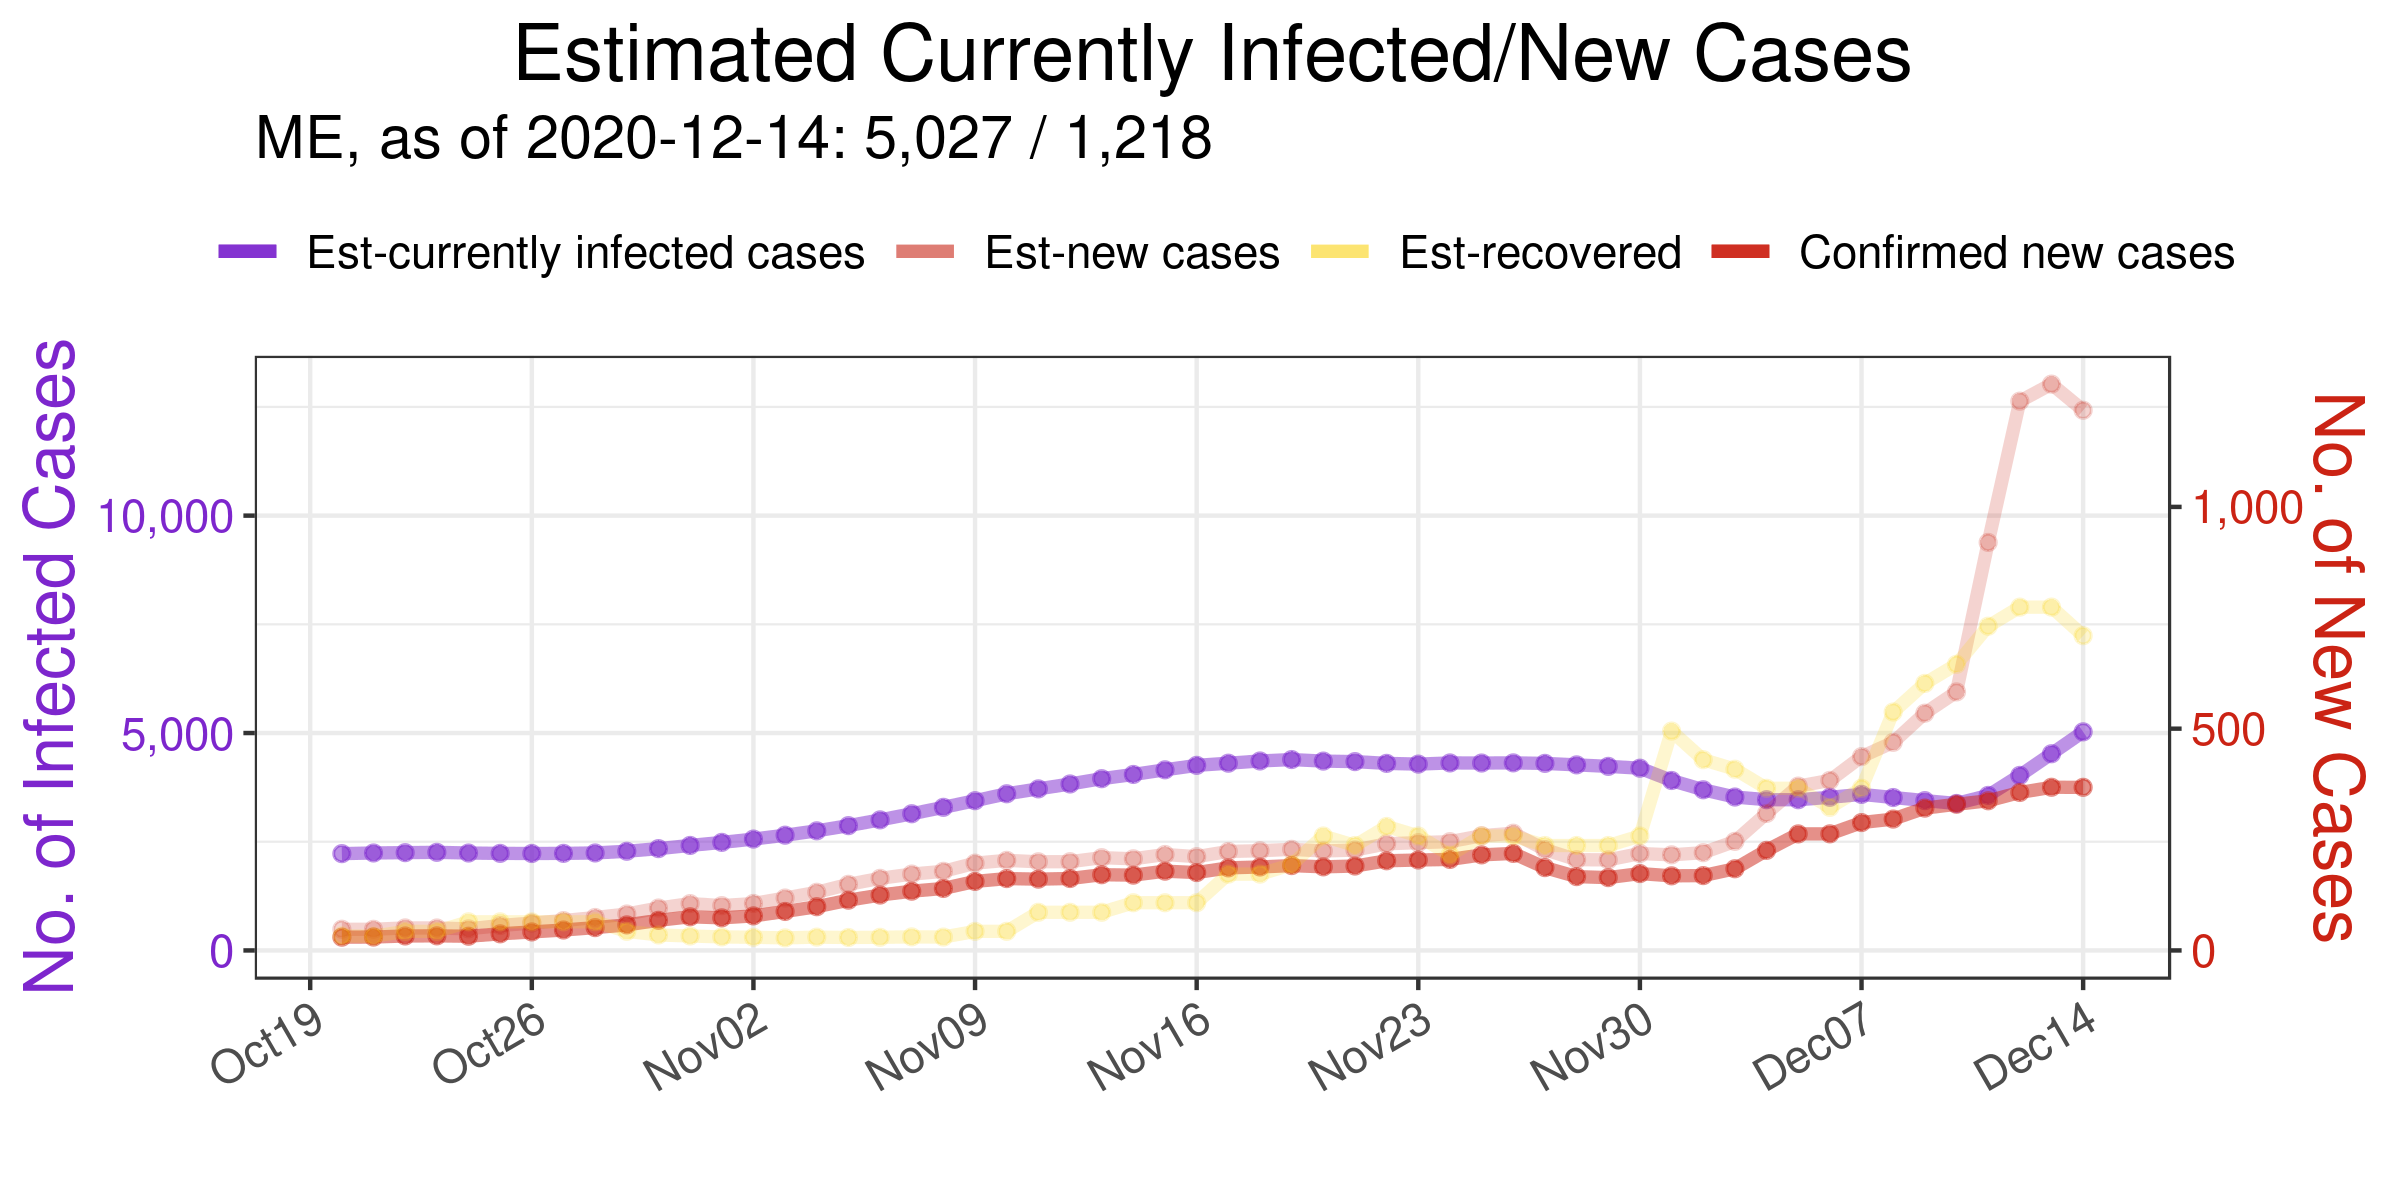 Estimated Currently Infected/New Cases
ME, as of 2020-12-14: 5,027 / 1,218
Est-currently infected cases Est-new cases Est-recovered Confirmed new cases
No. of Infected Cases
10,000
5,000
0
1,000
500
0
No. of New Cases
Oct19 Oct26 Nov02 Nov09 Nov16 Nov23 Nov30 Dec07 Dec14